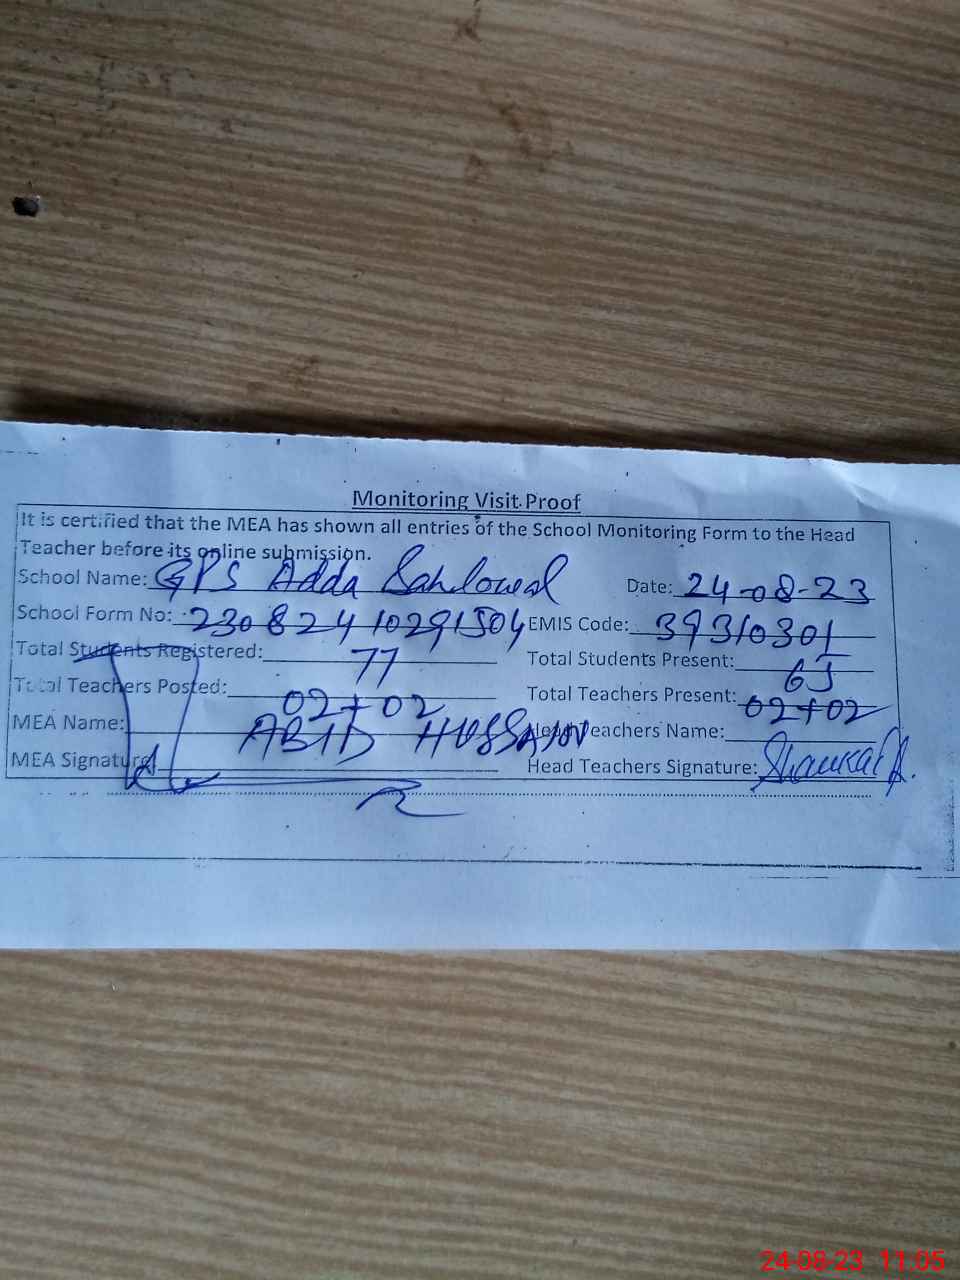 Monitoring Visit Proof
It is certified that the MEA has shown all entries of the School Monitoring Form to the Head
Teacher before its online submission.
School Name: GPS Adda Date: 24-08-23
School Form No: 23082410291504 EMIS Code: 39310301
Total Students Registered: 77 Total Students Present: 65
Total Teachers Posted: 02+02 Total Teachers Present: 02+02
MEA Name: ABID HUSSAIN Head Teachers Name:
MEA Signature: Head Teachers Signature:
24-08-23 11:05